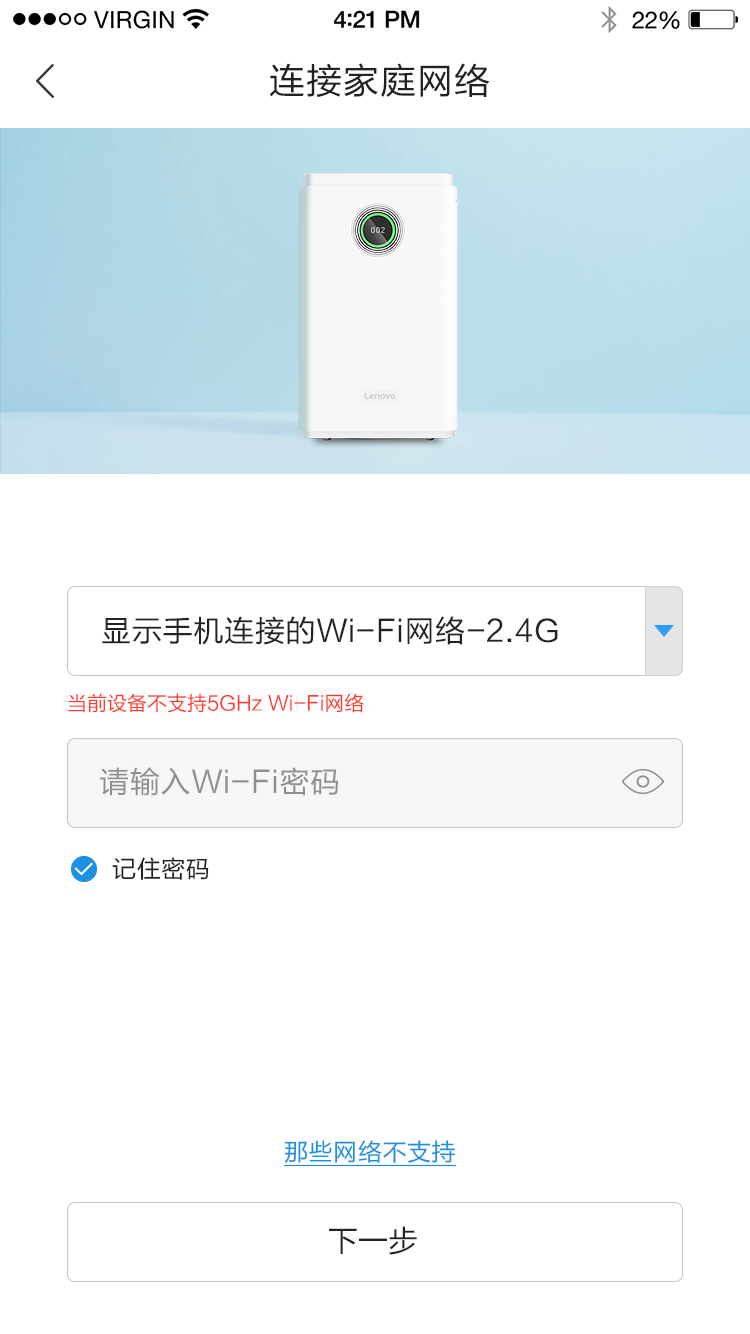 VIRGIN 4:21 PM 22%
连接家庭网络
002
Lenovo
显示手机连接的Wi-Fi网络-2.4G
当前设备不支持5GHz Wi-Fi网络
请输入Wi-Fi密码
记住密码
那些网络不支持
下一步